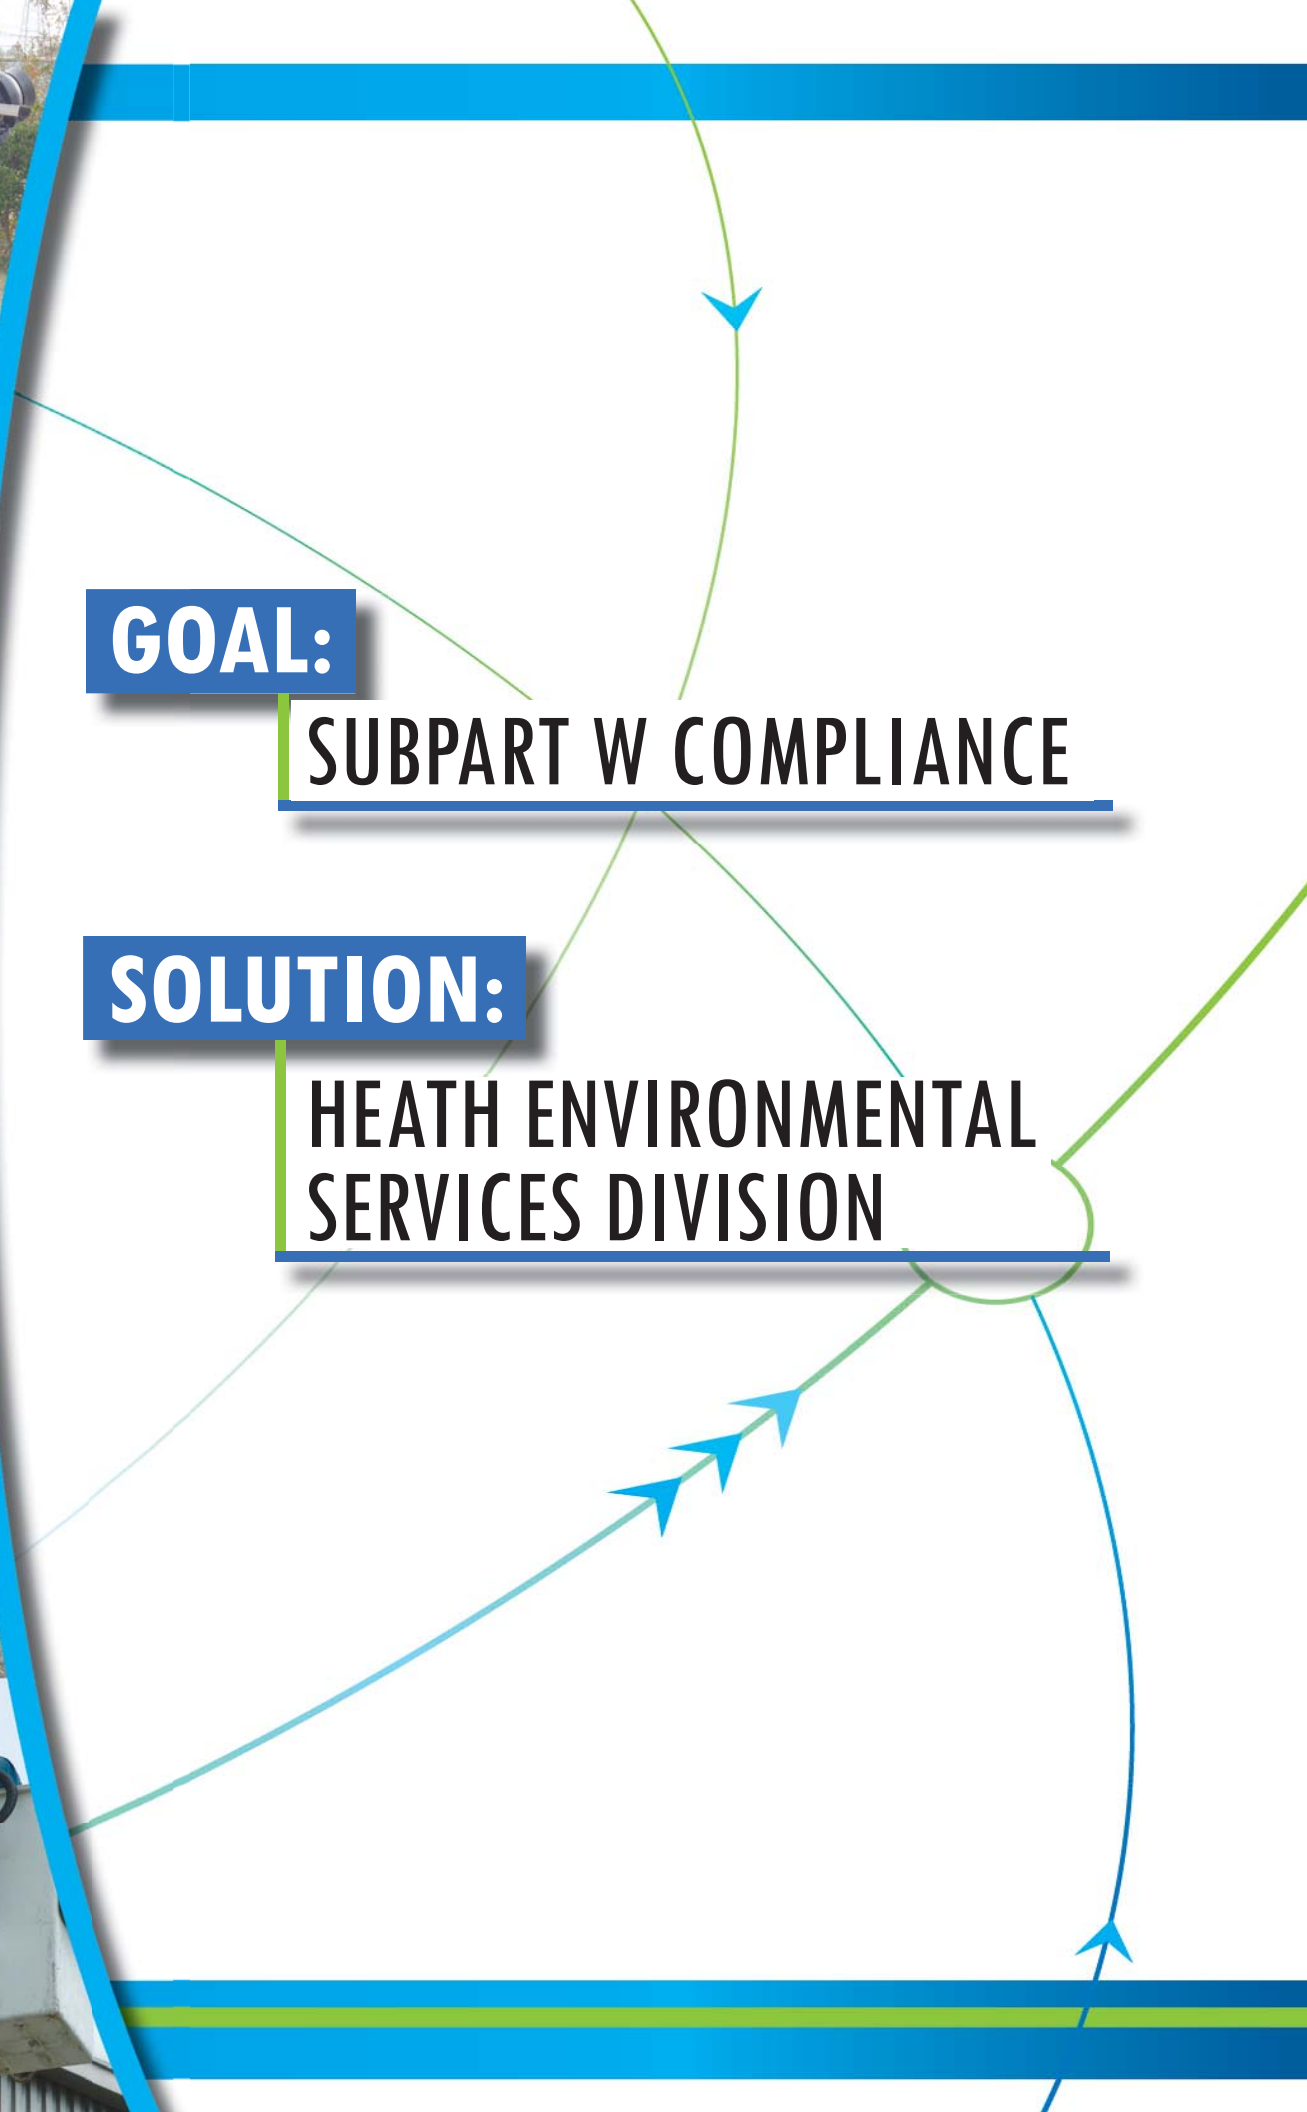 GOAL:
SUBPART W COMPLIANCE
SOLUTION:
HEATH ENVIRONMENTAL
SERVICES DIVISION